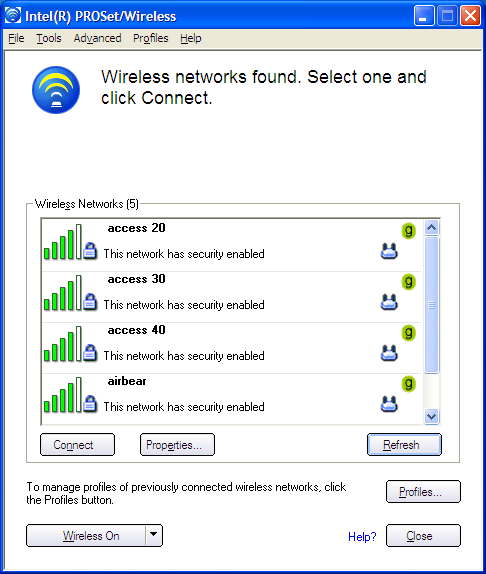 Intel(R) PROSet/Wireless
File Tools Advanced Profiles Help
Wireless networks found. Select one and
click Connect.
Wireless Networks (5)
access 20
g
This network has security enabled
access 30
g
This network has security enabled
access 40
g
This network has security enabled
airbear
g
This network has security enabled
Connect Properties... Refresh
To manage profiles of previously connected wireless networks, click
the Profiles button.
Profiles...
Wireless On Help? Close